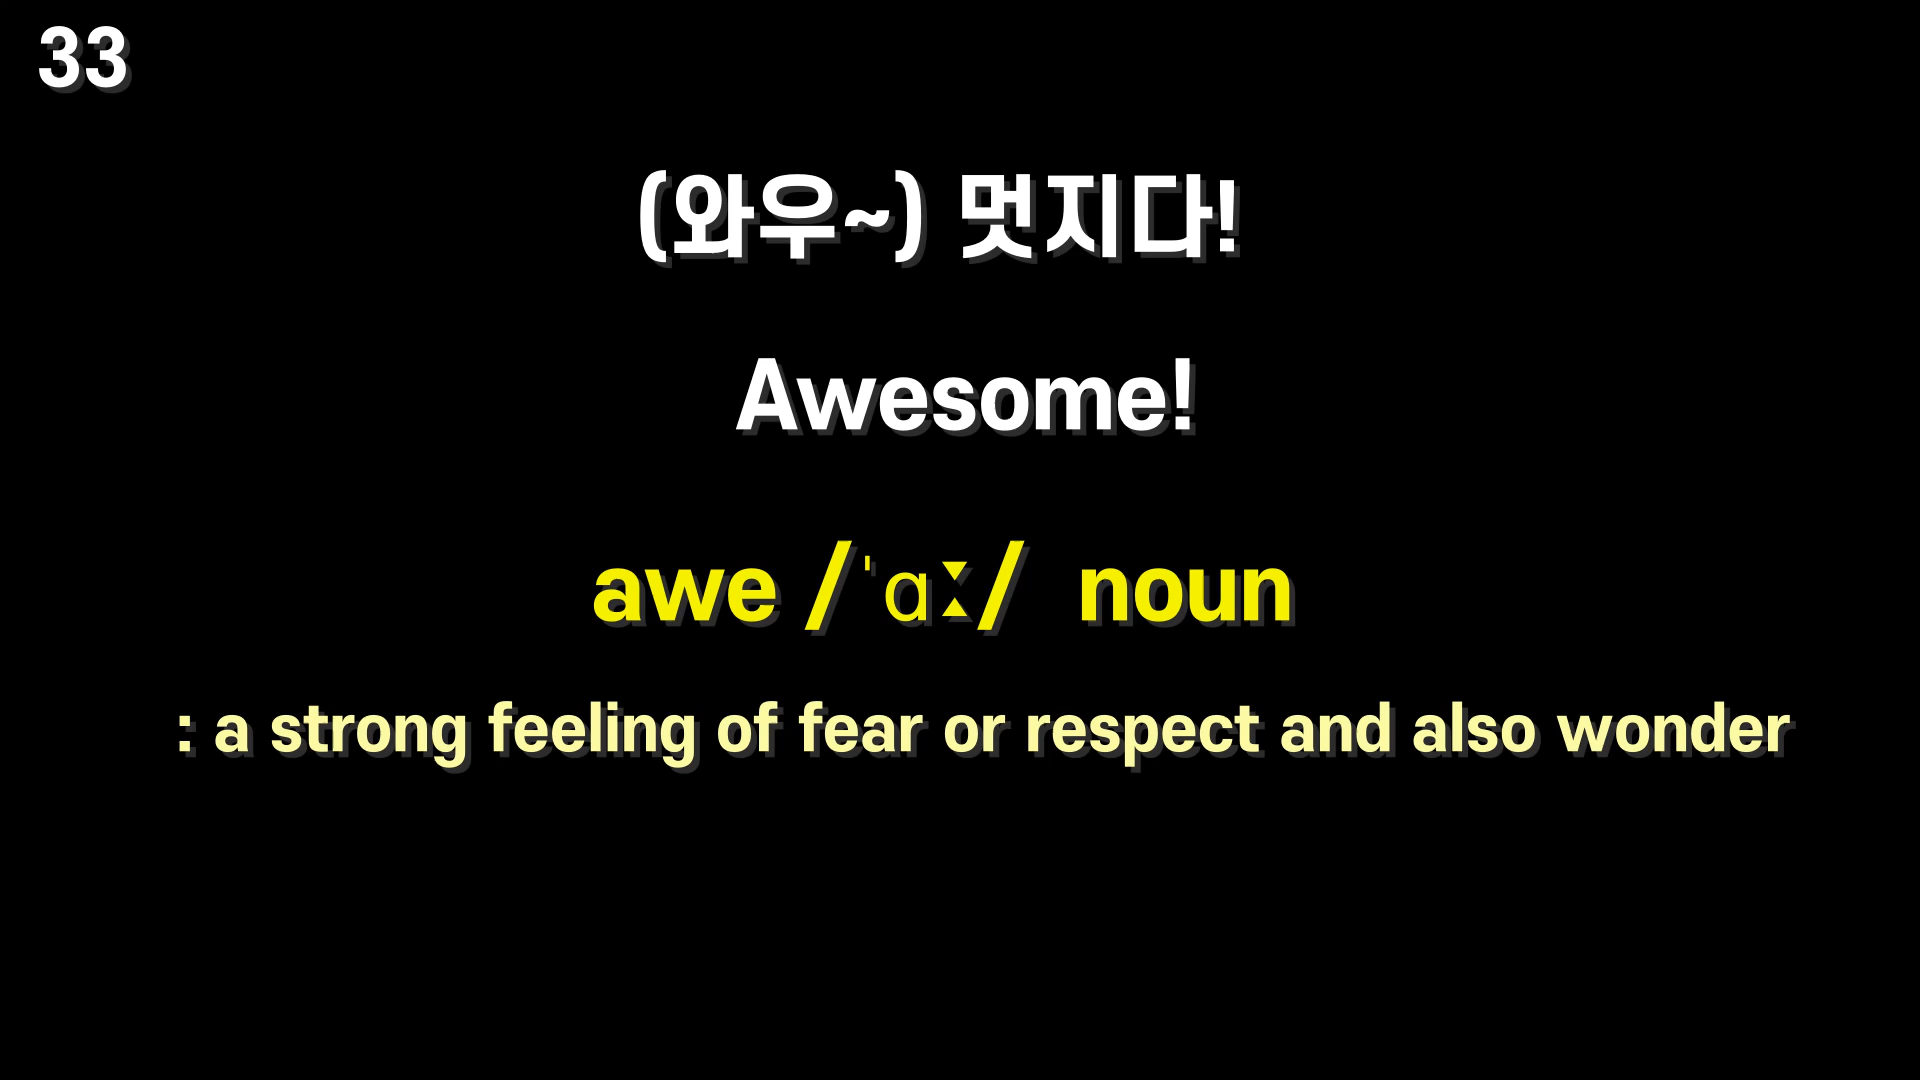 33
(와우~) 멋지다!
Awesome!
awe /ˈɑː/ noun
: a strong feeling of fear or respect and also wonder